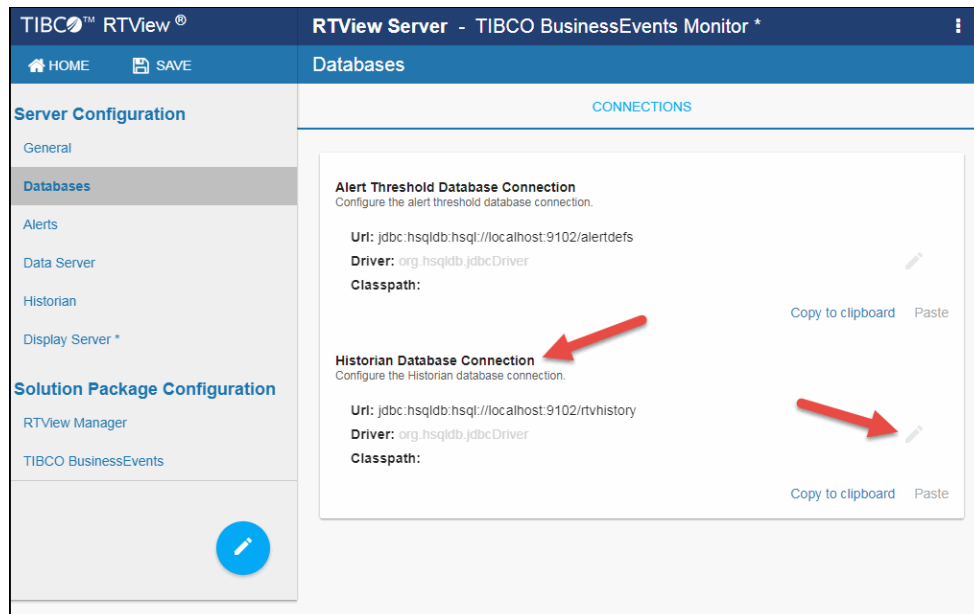 TIBCO™ RTView ®
RTView Server - TIBCO BusinessEvents Monitor *
HOME
SAVE
Databases
Server Configuration
General
Databases
Alerts
Data Server
Historian
Display Server *
Solution Package Configuration
RTView Manager
TIBCO BusinessEvents
CONNECTIONS
Alert Threshold Database Connection
Configure the alert threshold database connection.
Url: jdbc:hsqldb:hsql://localhost:9102/alertdefs
Driver: org.hsqldb.jdbcDriver
Classpath:
Copy to clipboard Paste
Historian Database Connection
Configure the Historian database connection.
Url: jdbc:hsqldb:hsql://localhost:9102/rtvhistory
Driver: org.hsqldb.jdbcDriver
Classpath:
Copy to clipboard Paste